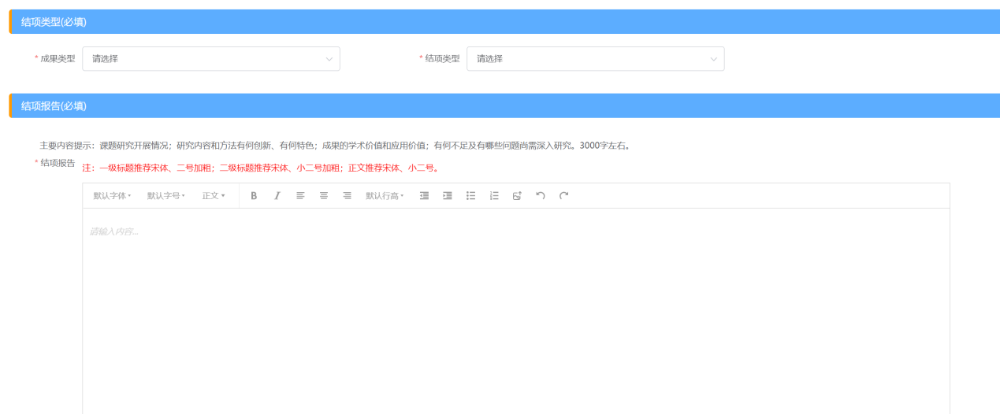 结项类型(必填)
* 成果类型 请选择 * 结项类型 请选择
结项报告(必填)
主要内容提示：课题研究开展情况；研究内容和方法有何创新、有何特色；成果的学术价值和应用价值；有何不足及有哪些问题尚需深入研究。3000字左右。
* 结项报告
注：一级标题推荐宋体、二号加粗；二级标题推荐宋体、小二号加粗；正文推荐宋体、小二号。
默认字体 默认字号 正文 B I 默认行高
请输入内容...